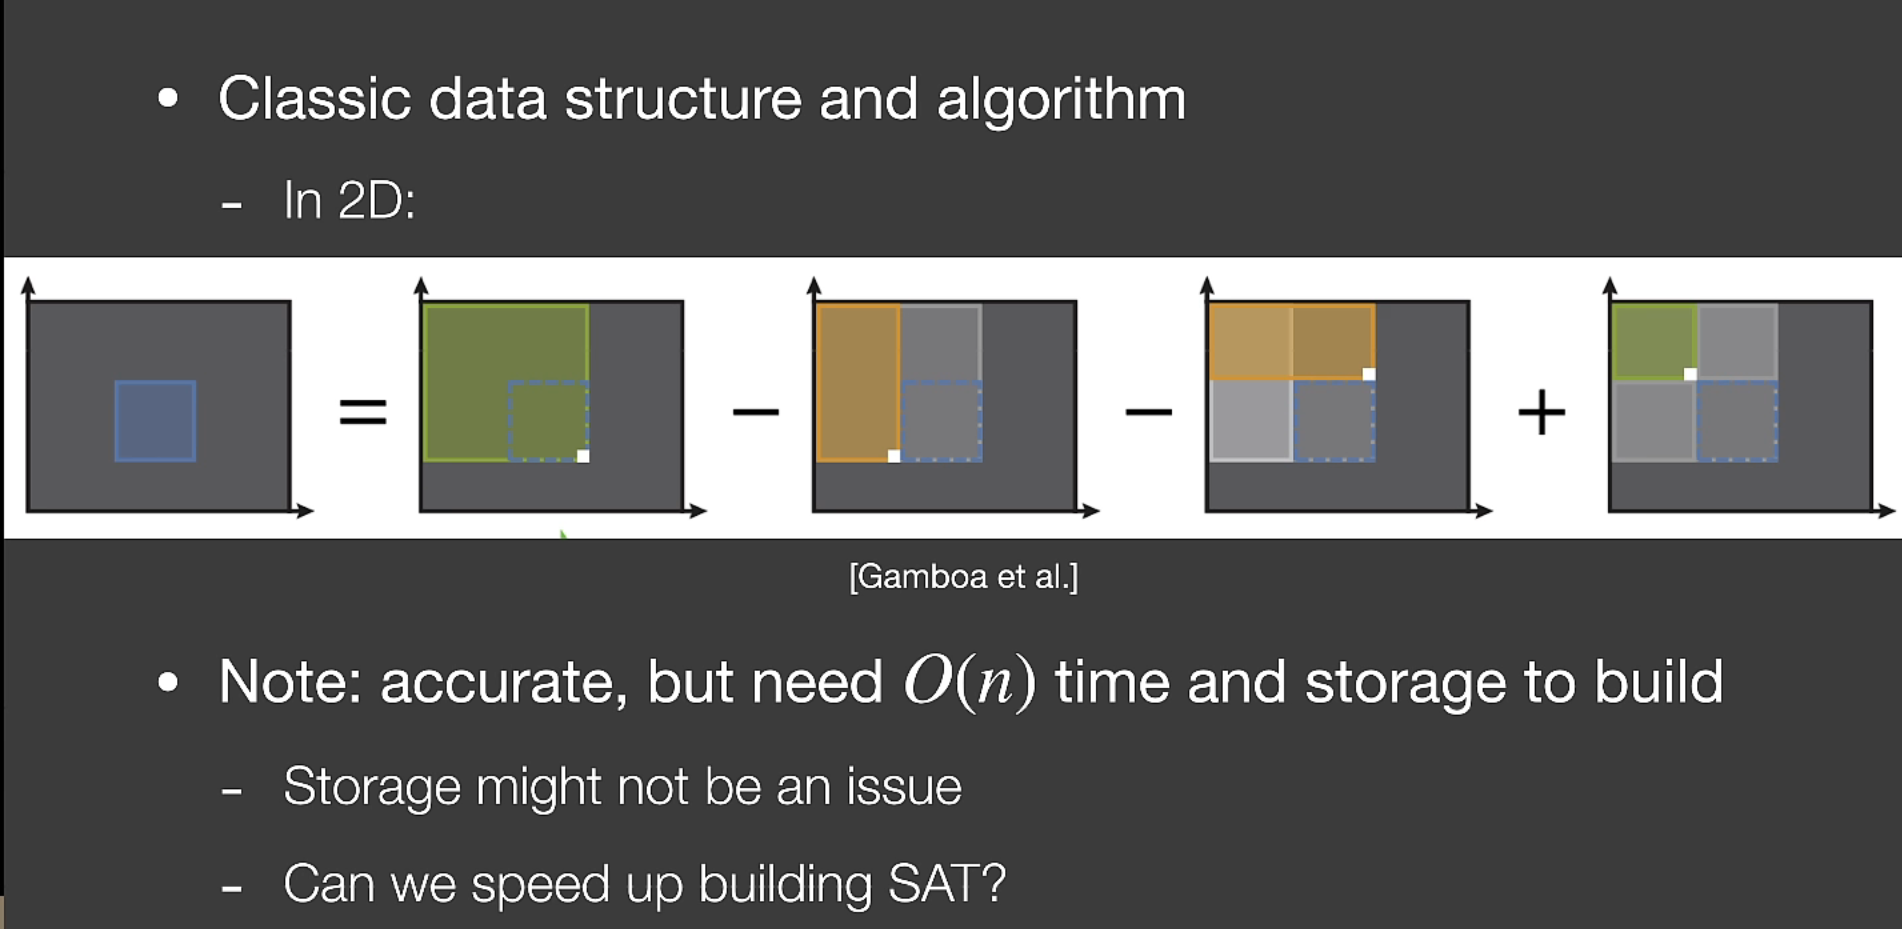 • Classic data structure and algorithm
- In 2D:
= − − +
[Gamboa et al.]
• Note: accurate, but need O(n) time and storage to build
- Storage might not be an issue
- Can we speed up building SAT?